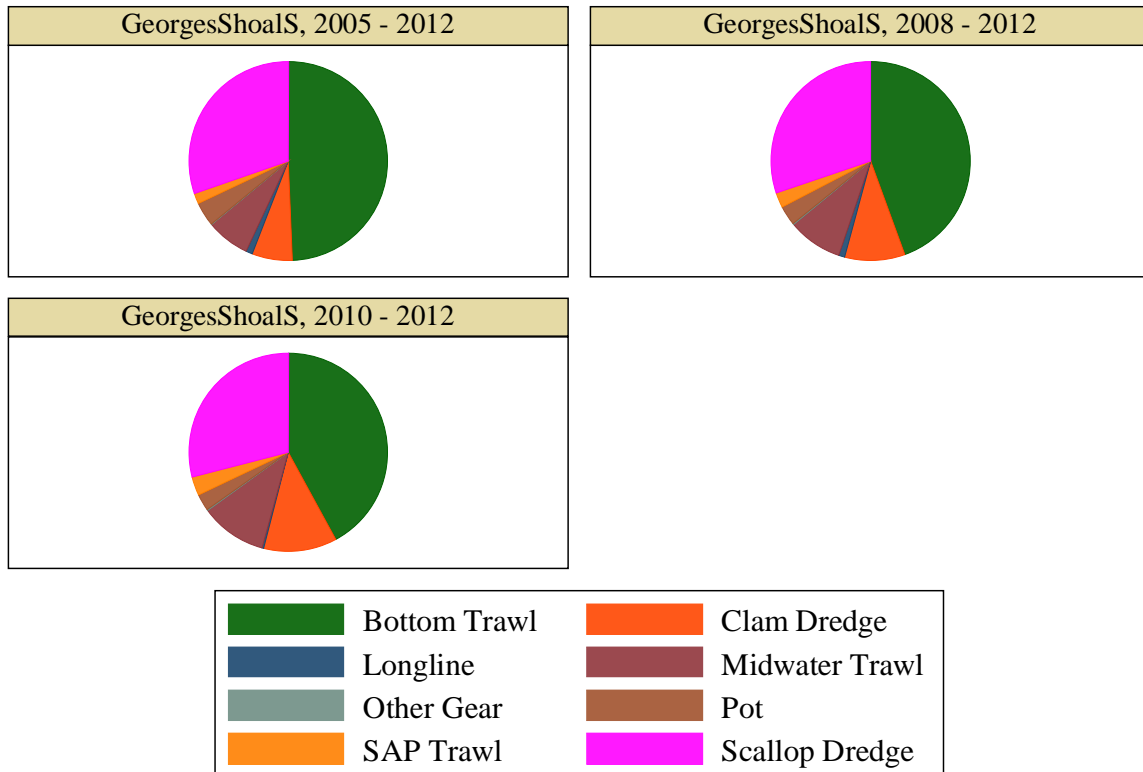 GeorgesShoalS, 2005 - 2012
GeorgesShoalS, 2008 - 2012
GeorgesShoalS, 2010 - 2012
Bottom Trawl
Clam Dredge
Longline
Midwater Trawl
Other Gear
Pot
SAP Trawl
Scallop Dredge